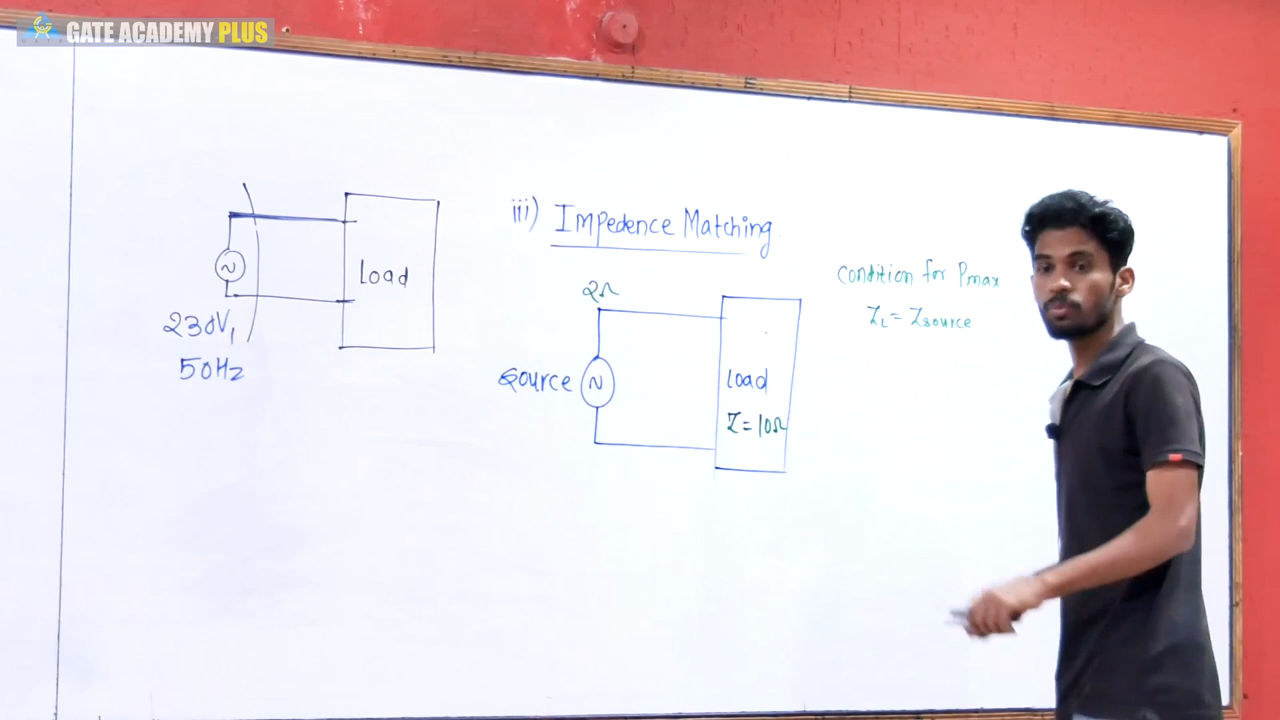 GATE ACADEMY PLUS
Load
230V,
50Hz
iii) Impedence Matching
2Ω
Source
Load
Z=10Ω
Condition for Pmax
ZL = Zsource